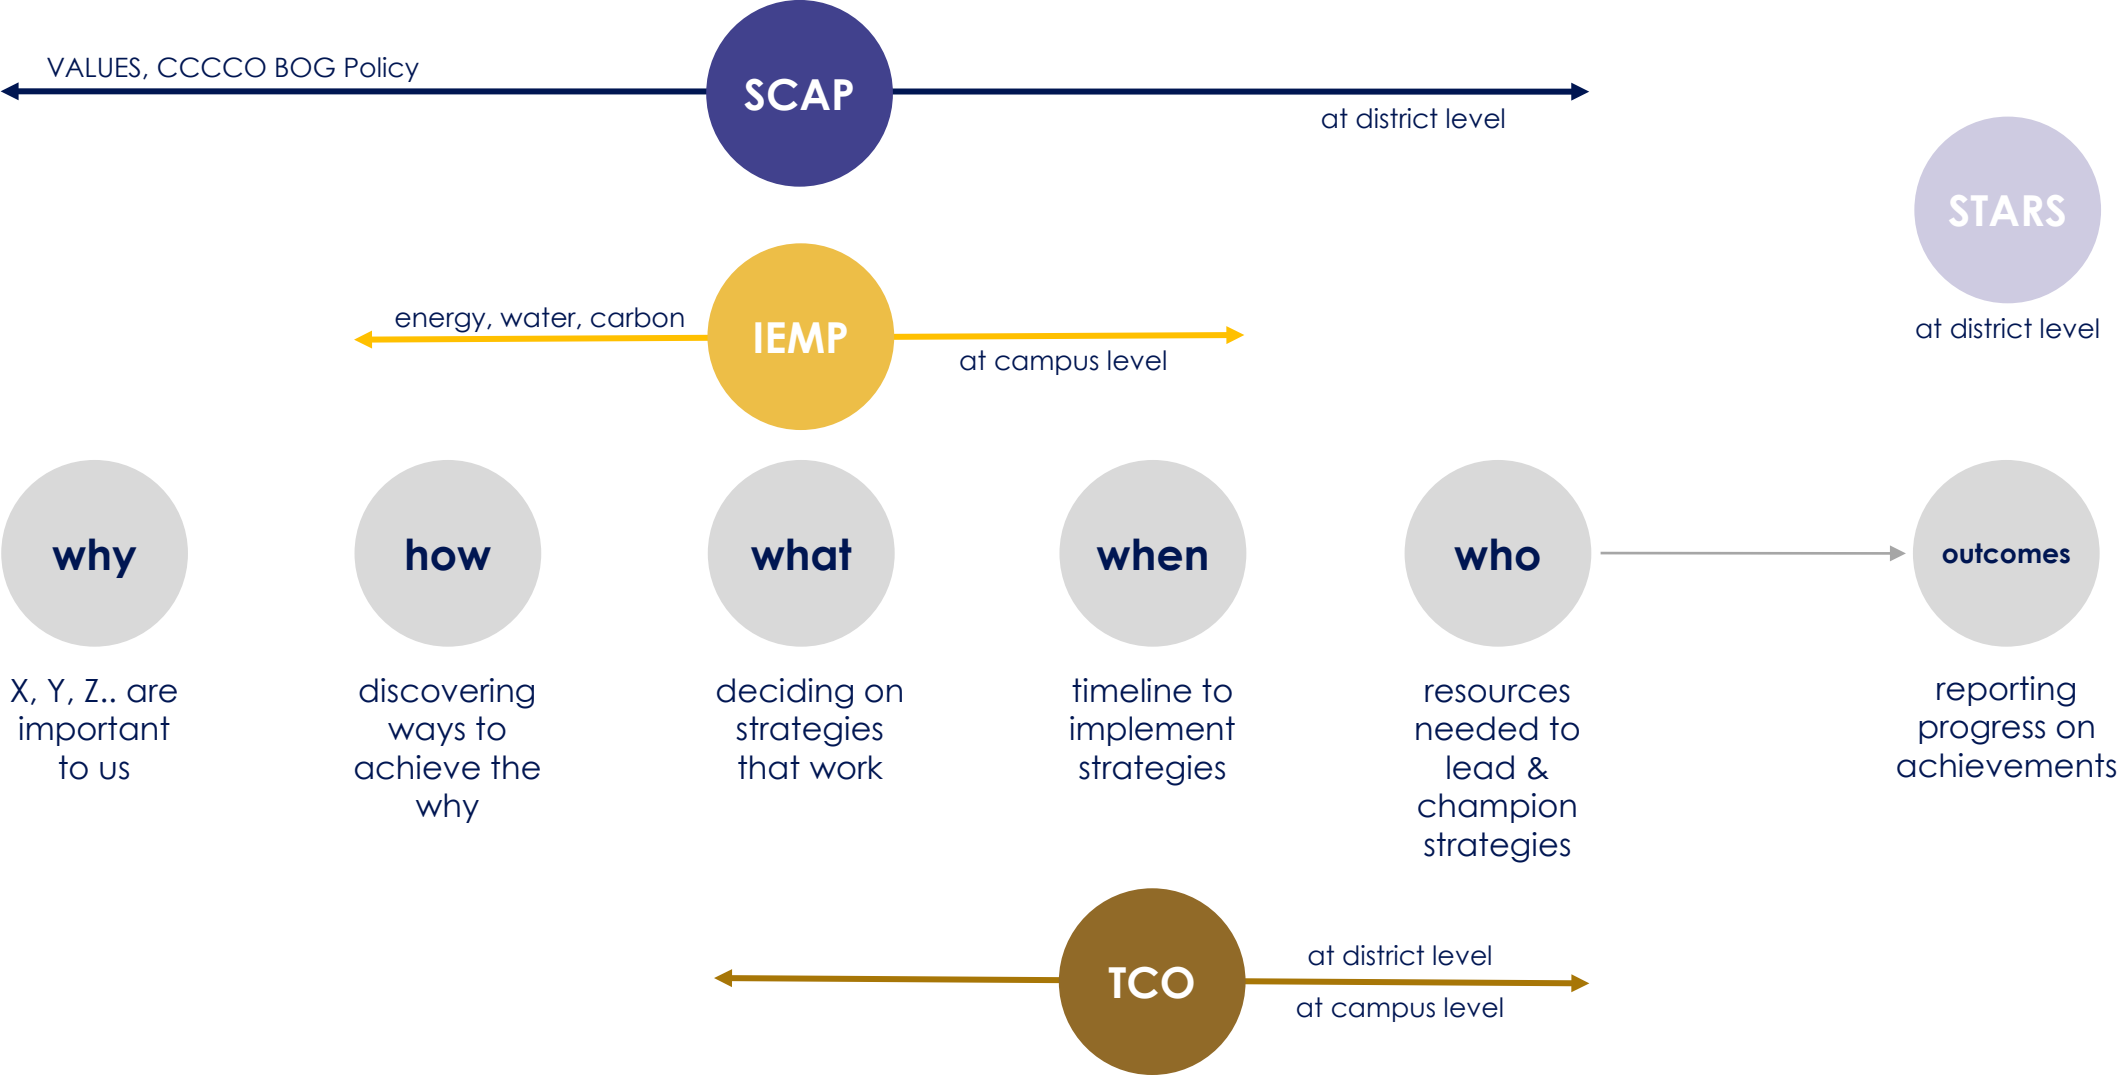 VALUES, CCCCO BOG Policy
SCAP
at district level
STARS
at district level
energy, water, carbon
IEMP
at campus level
why
how
what
when
who
outcomes
X, Y, Z.. are
important
to us
discovering
ways to
achieve the
why
deciding on
strategies
that work
timeline to
implement
strategies
resources
needed to
lead &
champion
strategies
reporting
progress on
achievements
TCO
at district level
at campus level